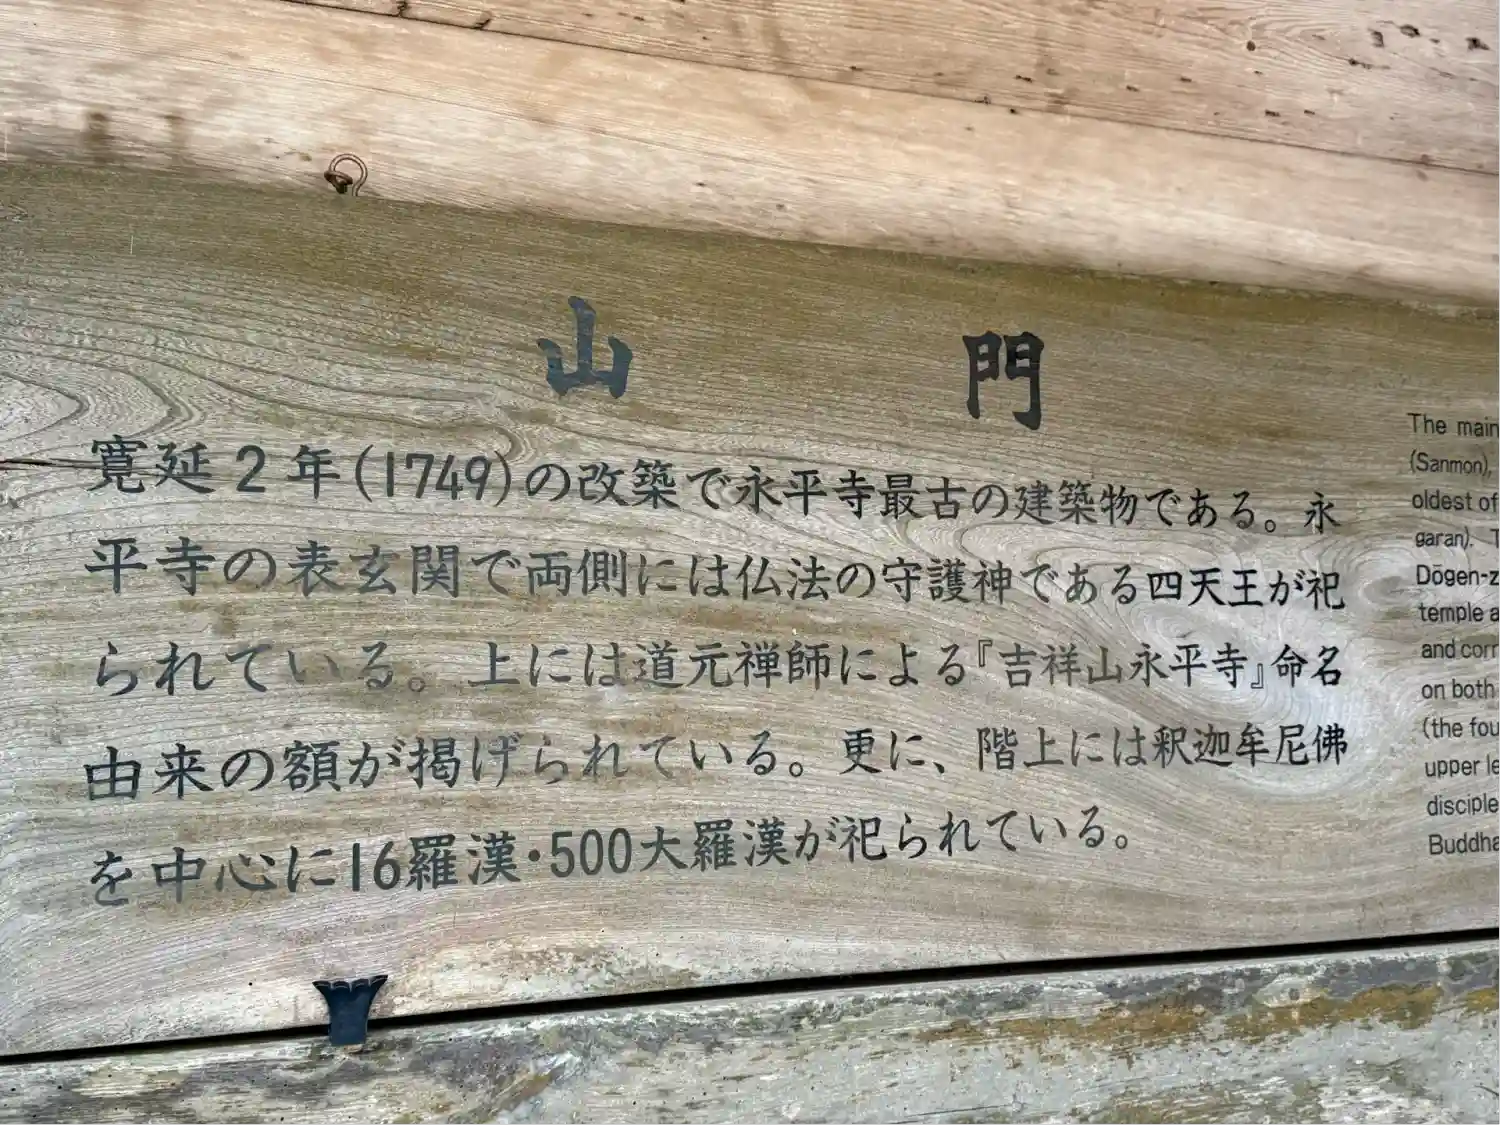 山門
寛延2年(1749)の改築で永平寺最古の建築物である。永
平寺の表玄関で両側には仏法の守護神である四天王が祀
られている。上には道元禅師による『吉祥山永平寺』命名
由来の額が掲げられている。更に、階上には釈迦牟尼佛
を中心に16羅漢・500大羅漢が祀られている。
The main
(Sanmon),
oldest of
garan). T
Dōgen-z
temple a
and corr
on both
(the fou
upper le
disciple
Buddha